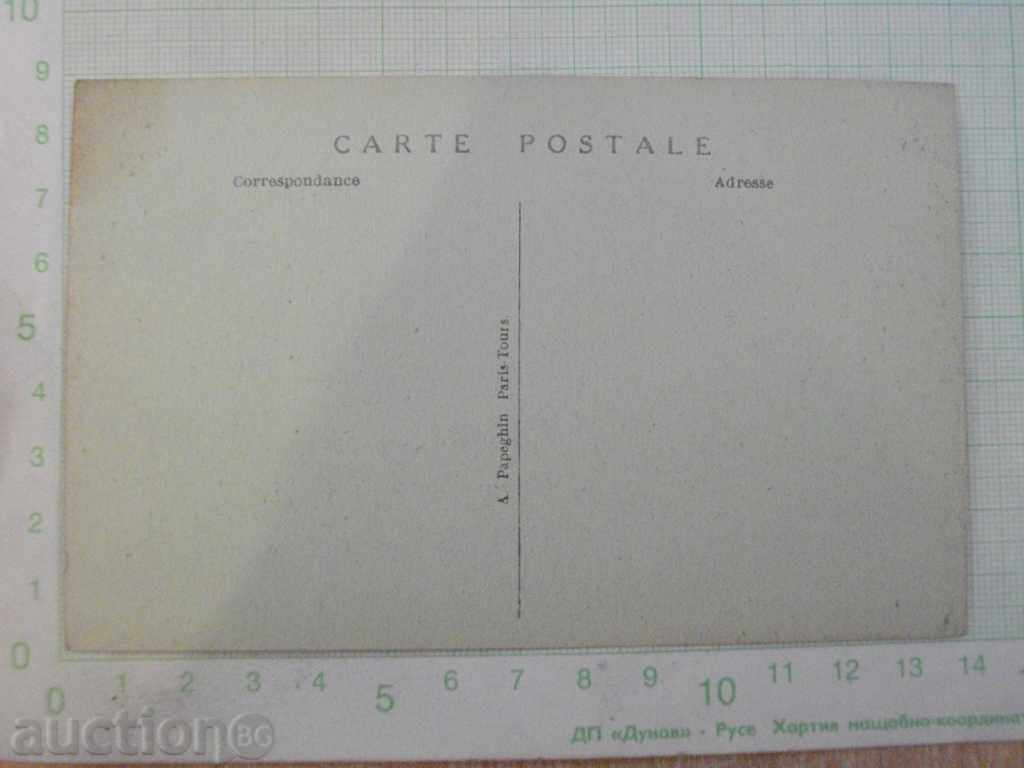 10
9
8
7
6
5
4
3
2
1
0
CARTE POSTALE
Correspondance
Adresse
A. Papeghin Paris-Tours.
0 1 2 3 4 5 6 7 8 9 10 11 12 13 14
ДП «Дунав» - Русе Хартия мащабно-координат
auction BG